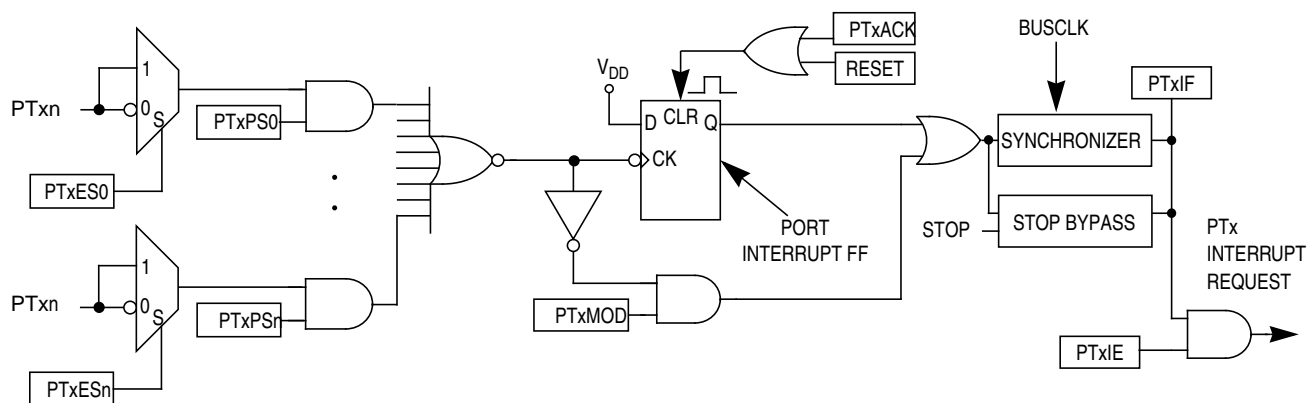 PTxn
1
0
S
PTxPS0
PTxES0
PTxn
1
0
S
PTxPSn
PTxESn
VDD
D
CLR
Q
CK
PTxACK
RESET
PORT
INTERRUPT FF
PTxMOD
BUSCLK
SYNCHRONIZER
STOP
STOP BYPASS
PTxIF
PTx
INTERRUPT
REQUEST
PTxIE